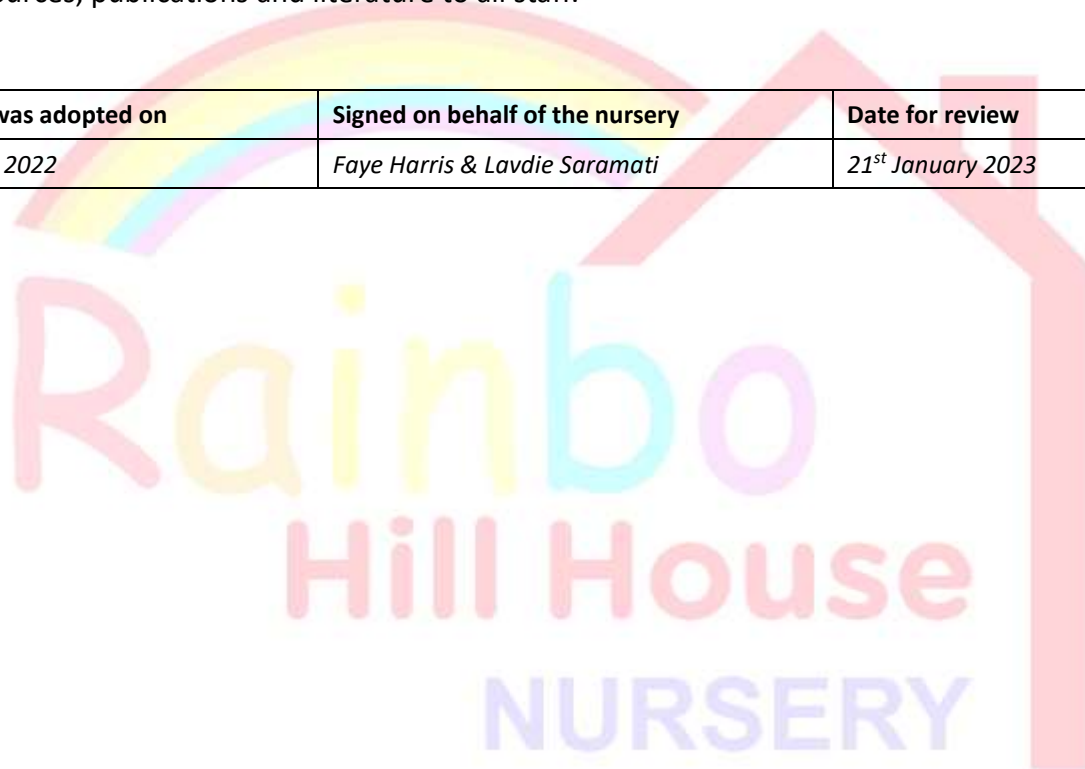 publications and literature to all staff.
was adopted on Signed on behalf of the nursery Date for review
2022 Faye Harris & Lavdie Saramati 21st January 2023
Rainbo
Hill House
NURSERY